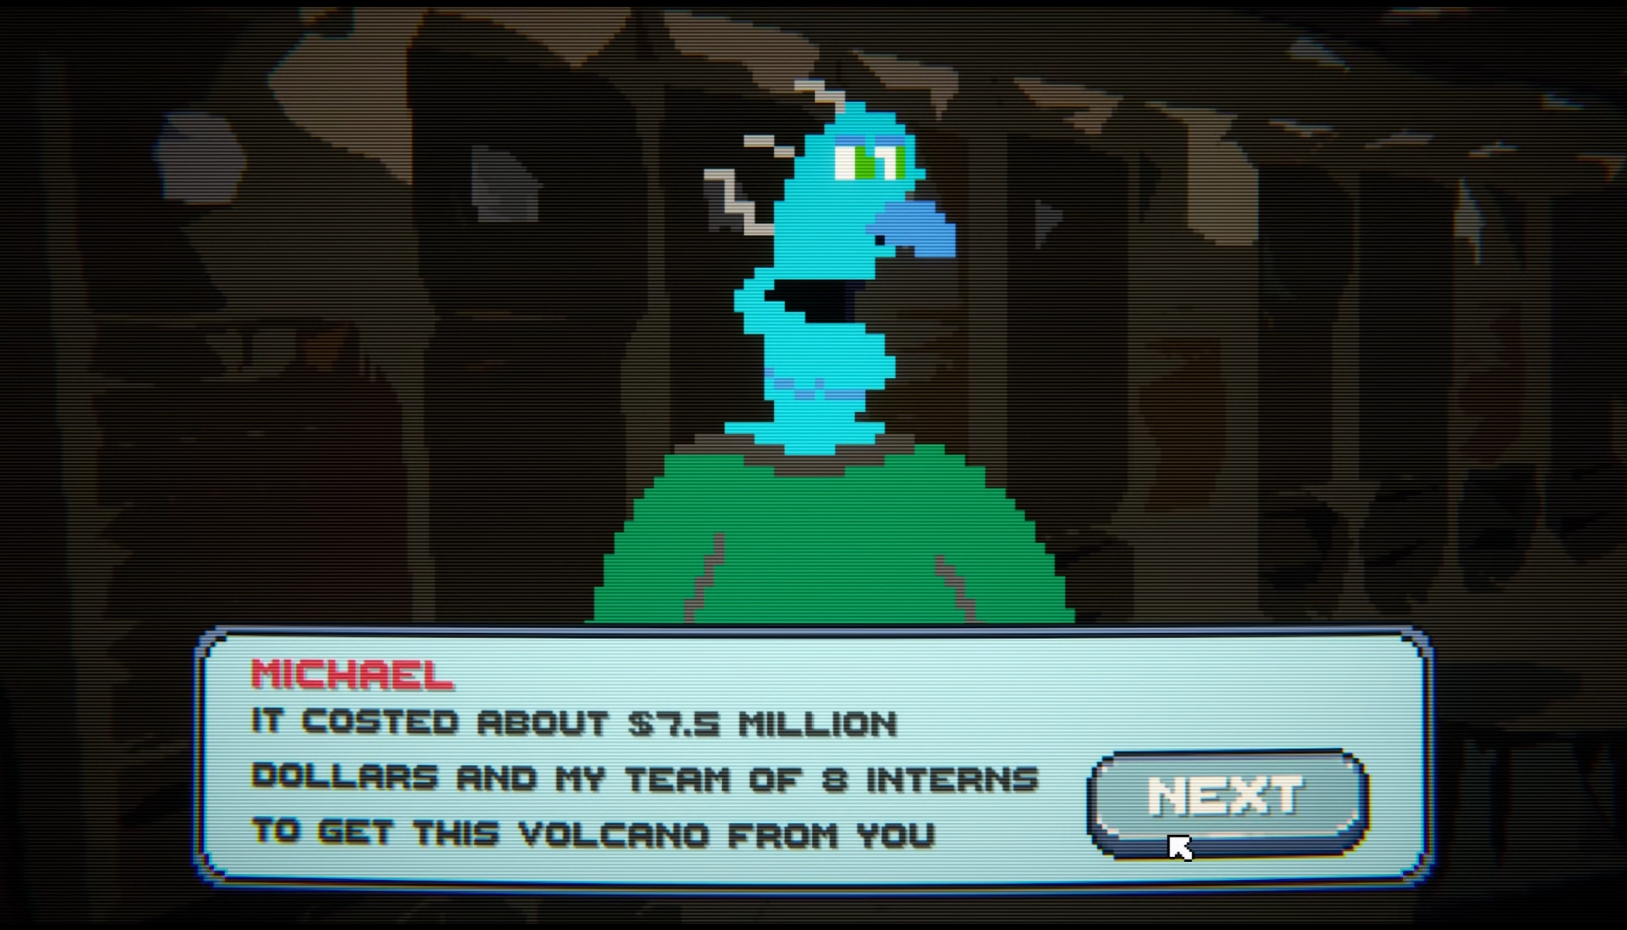 MICHAEL
IT COSTED ABOUT $7.5 MILLION
DOLLARS AND MY TEAM OF 8 INTERNS
TO GET THIS VOLCANO FROM YOU
NEXT